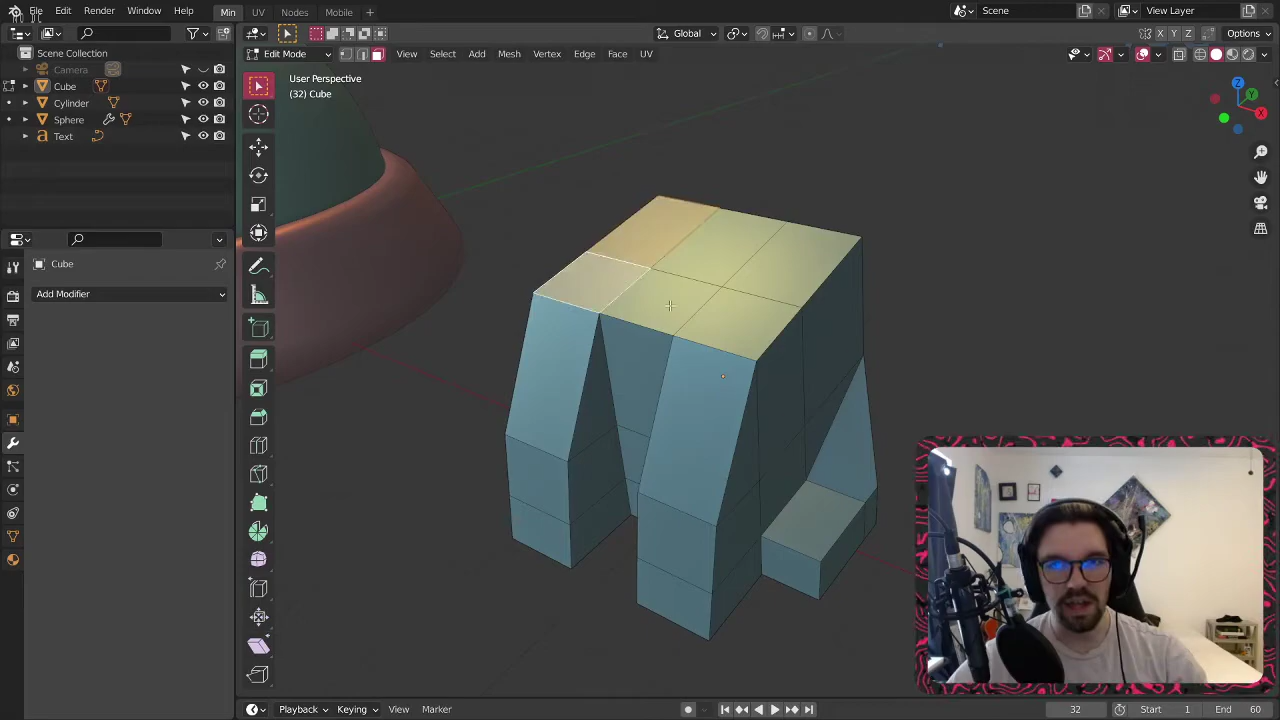 File Edit Render Window Help Min UV Nodes Mobile + Scene View Layer
Global Options
Scene Collection Edit Mode View Select Add Mesh Vertex Edge Face UV
Camera User Perspective
Cube (32) Cube
Cylinder
Sphere
Text
Cube
Add Modifier
X Y Z
Z Y X
Playback Keying View Marker 32 Start 1 End 60